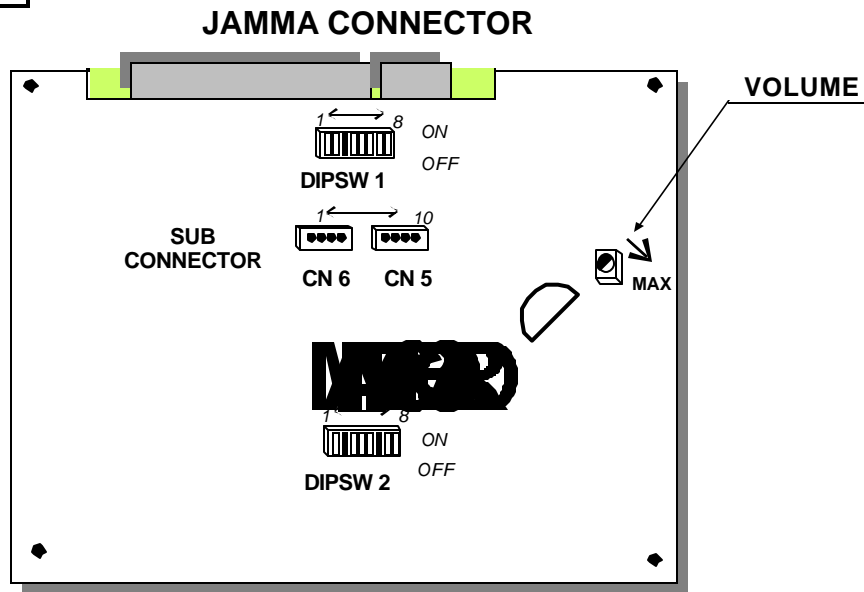 JAMMA CONNECTOR
VOLUME
1 8 ON
OFF
DIPSW 1
1 10
SUB
CONNECTOR
CN 6 CN 5
MAX
1 8
ON
OFF
DIPSW 2